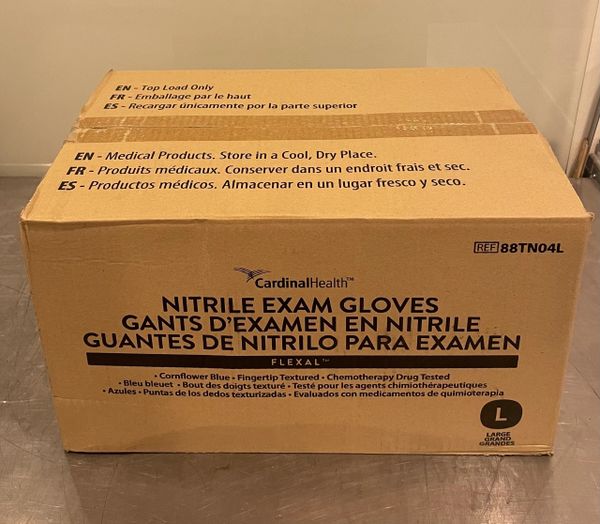 EN - Top Load Only
FR - Emballage par le haut
ES - Recargar únicamente por la parte superior
EN - Medical Products. Store in a Cool, Dry Place.
FR - Produits médicaux. Conserver dans un endroit frais et sec.
ES - Productos médicos. Almacenar en un lugar fresco y seco.
REF 88TN04L
CardinalHealth™
NITRILE EXAM GLOVES
GANTS D'EXAMEN EN NITRILE
GUANTES DE NITRILO PARA EXAMEN
FLEXAL™
• Cornflower Blue • Fingertip Textured • Chemotherapy Drug Tested
• Bleu bleuet • Bout des doigts texturé • Testé pour les agents chimiothérapeutiques
• Azules • Puntas de los dedos texturizadas • Evaluados con medicamentos de quimioterapia
L
LARGE
GRAND
GRANDES